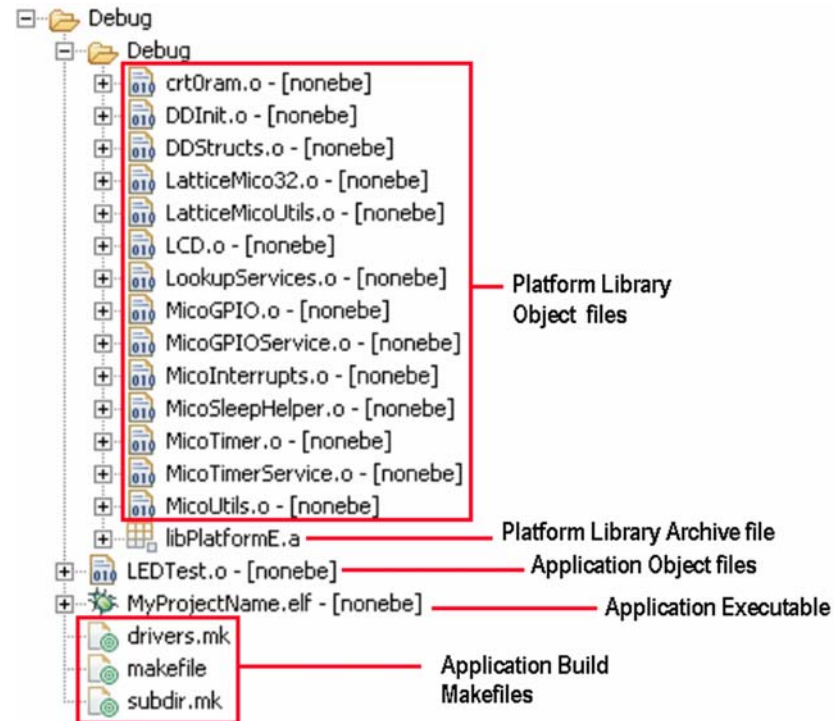 Debug
Debug
crt0ram.o - [nonebe]
DDInit.o - [nonebe]
DDStructs.o - [nonebe]
LatticeMico32.o - [nonebe]
LatticeMicoUtils.o - [nonebe]
LCD.o - [nonebe]
LookupServices.o - [nonebe]
MicoGPIO.o - [nonebe]
MicoGPIOService.o - [nonebe]
MicoInterrupts.o - [nonebe]
MicoSleepHelper.o - [nonebe]
MicoTimer.o - [nonebe]
MicoTimerService.o - [nonebe]
MicoUtils.o - [nonebe]
Platform Library
Object files
libPlatformE.a
Platform Library Archive file
LEDTest.o - [nonebe]
Application Object files
MyProjectName.elf - [nonebe]
Application Executable
drivers.mk
makefile
subdir.mk
Application Build
Makefiles